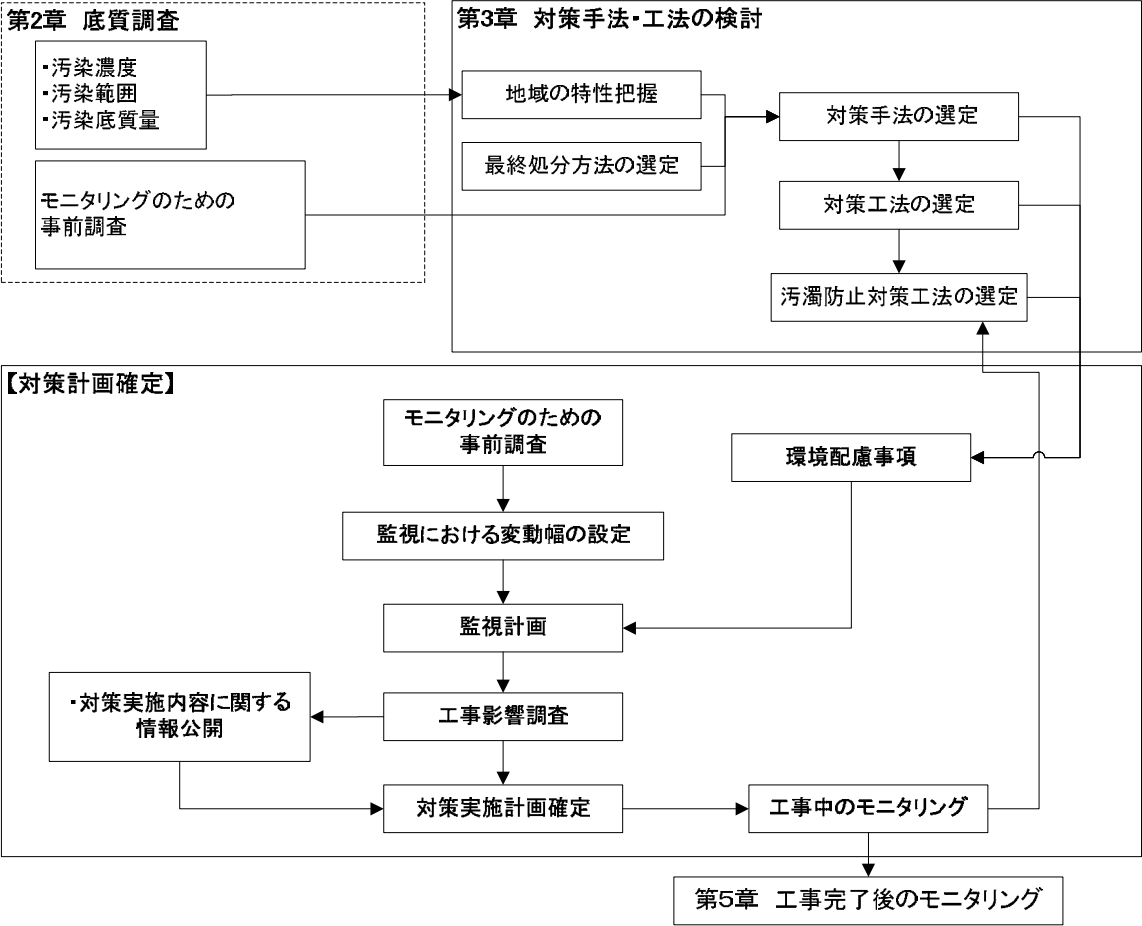 第2章 底質調査
・汚染濃度
・汚染範囲
・汚染底質量
モニタリングのための
事前調査
第3章 対策手法・工法の検討
地域の特性把握
最終処分方法の選定
対策手法の選定
対策工法の選定
汚濁防止対策工法の選定
【対策計画確定】
モニタリングのための
事前調査
環境配慮事項
監視における変動幅の設定
監視計画
・対策実施内容に関する
情報公開
工事影響調査
対策実施計画確定
工事中のモニタリング
第5章 工事完了後のモニタリング